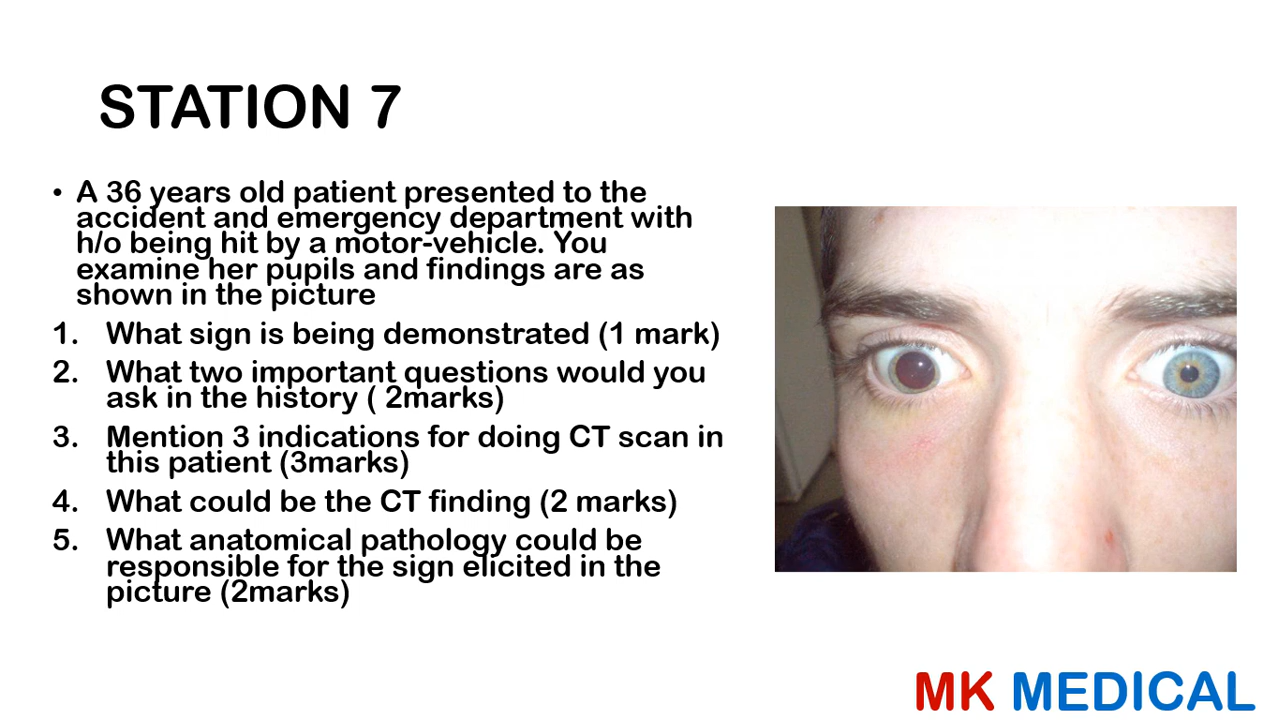 STATION 7
• A 36 years old patient presented to the
accident and emergency department with
h/o being hit by a motor-vehicle. You
examine her pupils and findings are as
shown in the picture
1. What sign is being demonstrated (1 mark)
2. What two important questions would you
ask in the history ( 2marks)
3. Mention 3 indications for doing CT scan in
this patient (3marks)
4. What could be the CT finding (2 marks)
5. What anatomical pathology could be
responsible for the sign elicited in the
picture (2marks)
MK MEDICAL